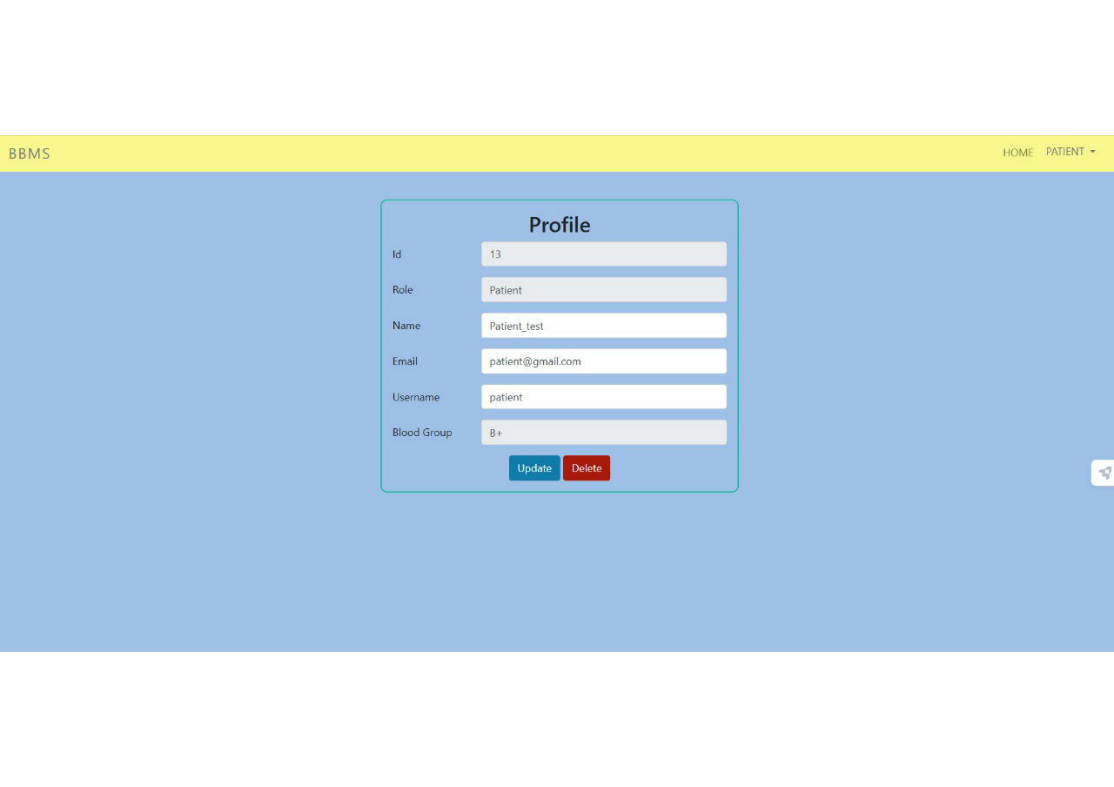 BBMS HOME PATIENT
Profile
Id 13
Role Patient
Name Patient_test
Email patient@gmail.com
Username patient
Blood Group B+
Update Delete